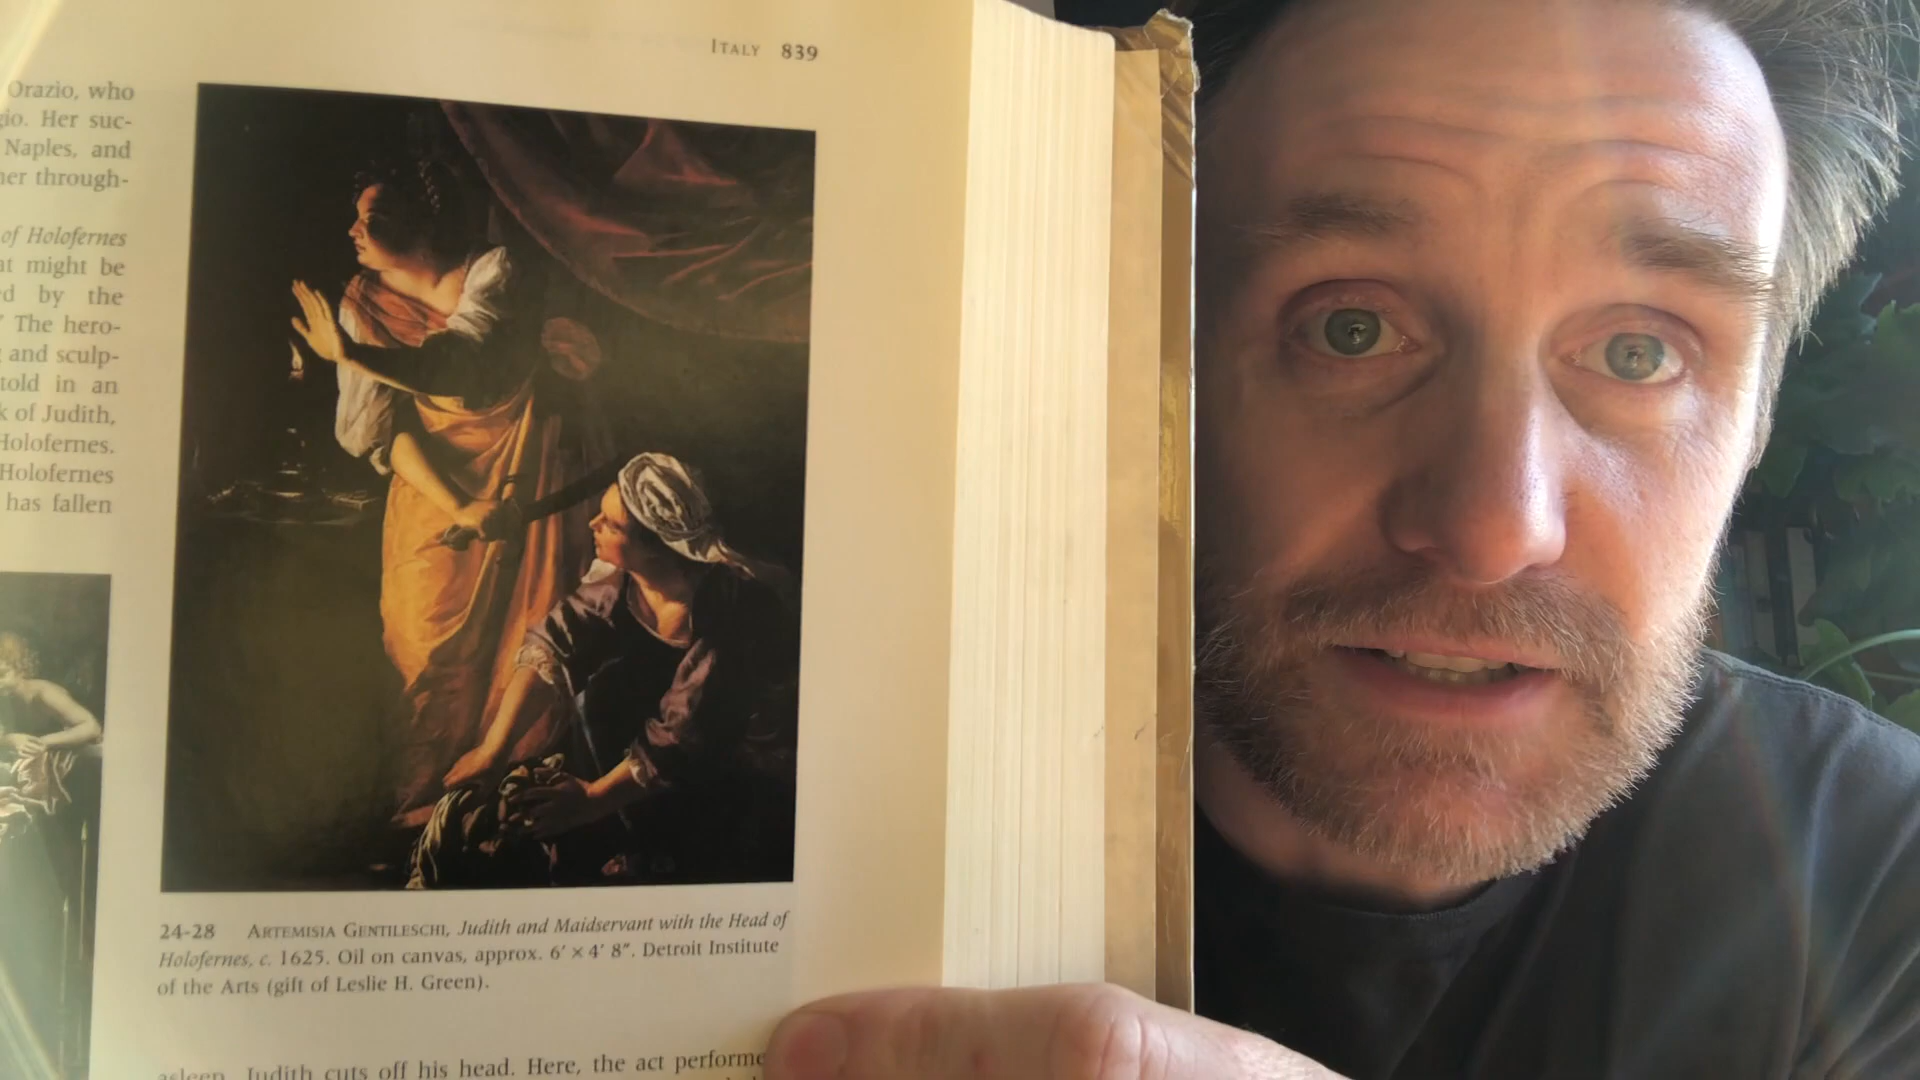 ITALY 839
Orazio, who
gio. Her suc-
Naples, and
her through-
of Holofernes
at might be
d by the
The hero-
and sculp-
told in an
k of Judith,
Holofernes.
Holofernes
has fallen
24-28 ARTEMISIA GENTILESCHI, Judith and Maidservant with the Head of
Holofernes, c. 1625. Oil on canvas, approx. 6′ × 4′ 8″. Detroit Institute
of the Arts (gift of Leslie H. Green).
asleep, Judith cuts off his head. Here, the act performe